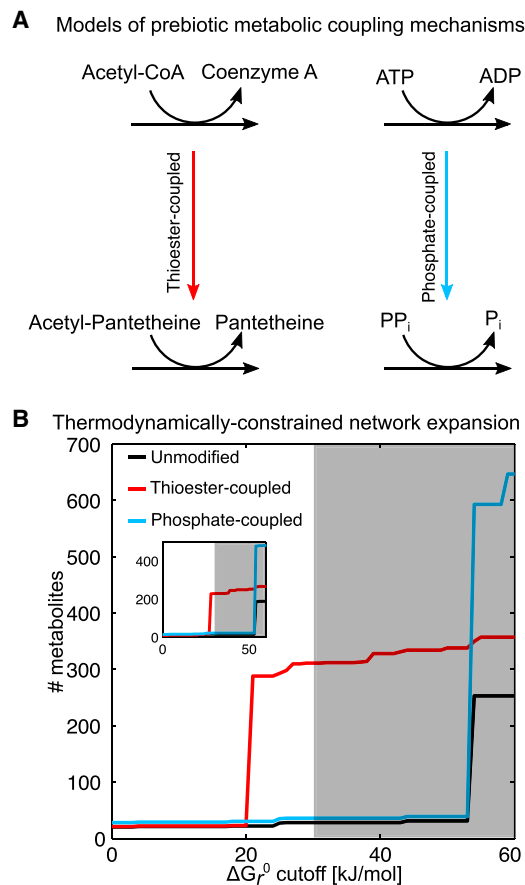 A Models of prebiotic metabolic coupling mechanisms
Acetyl-CoA Coenzyme A ATP ADP
Thioester-coupled
Phosphate-coupled
Acetyl-Pantetheine Pantetheine PPi Pi
B Thermodynamically-constrained network expansion
700
600
500
400
300
200
100
0
# metabolites
Unmodified
Thioester-coupled
Phosphate-coupled
400
200
0
0 50
0 20 40 60
ΔGr⁰ cutoff [kJ/mol]